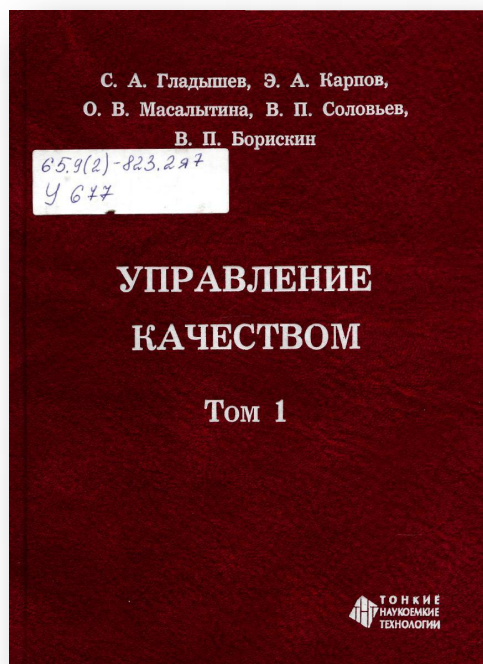 С. А. Гладышев, Э. А. Карпов,
О. В. Масалытина, В. П. Соловьев,
В. П. Борискин
65.9(2)-823.2я7
У 677
УПРАВЛЕНИЕ
КАЧЕСТВОМ
Том 1
ТОНКИЕ
НАУКОЕМКИЕ
ТЕХНОЛОГИИ